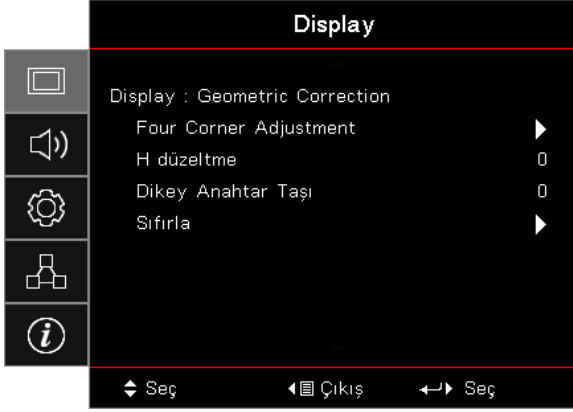 Display
Display : Geometric Correction
Four Corner Adjustment
H düzeltme 0
Dikey Anahtar Taşı 0
Sıfırla
Seç Çıkış Seç